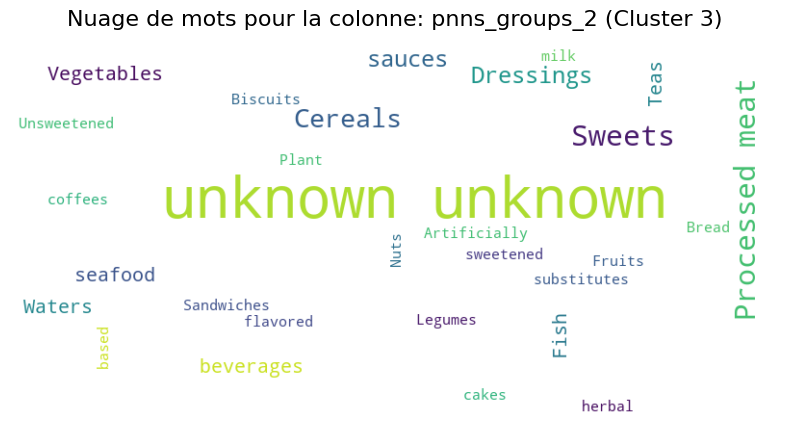 Nuage de mots pour la colonne: pnns_groups_2 (Cluster 3)
sauces
milk
Vegetables
Dressings
Teas
Biscuits
Cereals
Unsweetened
Sweets
Processed meat
Plant
unknown unknown
coffees
Artificially
Bread
Nuts
sweetened
Fruits
seafood
substitutes
Waters
Sandwiches
flavored
Legumes
Fish
based
beverages
cakes
herbal